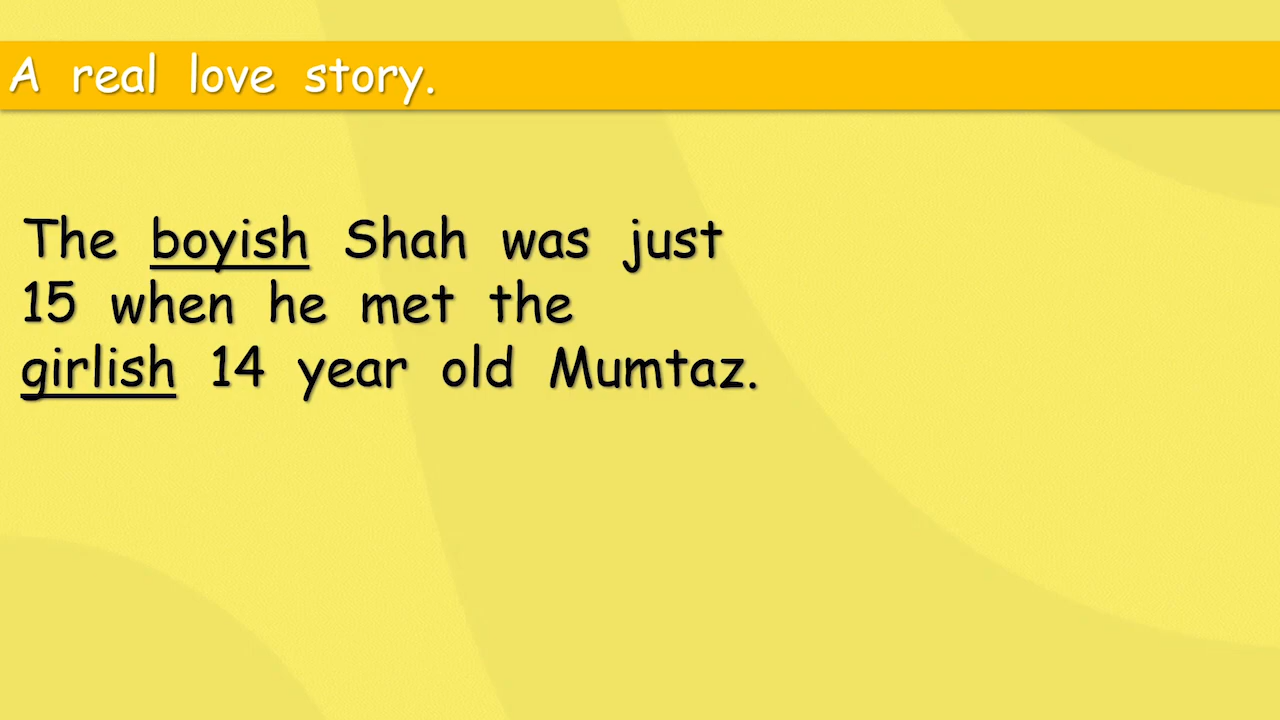 A real love story.
The boyish Shah was just
15 when he met the
girlish 14 year old Mumtaz.